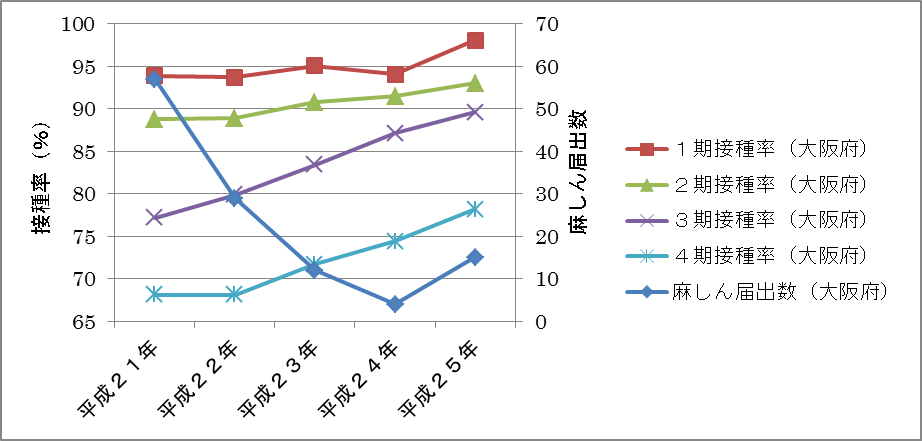 接種率（%）
100
95
90
85
80
75
70
65
70
60
50
40
30
20
10
0
麻しん届出数
平成２１年
平成２２年
平成２３年
平成２４年
平成２５年
１期接種率（大阪府）
２期接種率（大阪府）
３期接種率（大阪府）
４期接種率（大阪府）
麻しん届出数（大阪府）